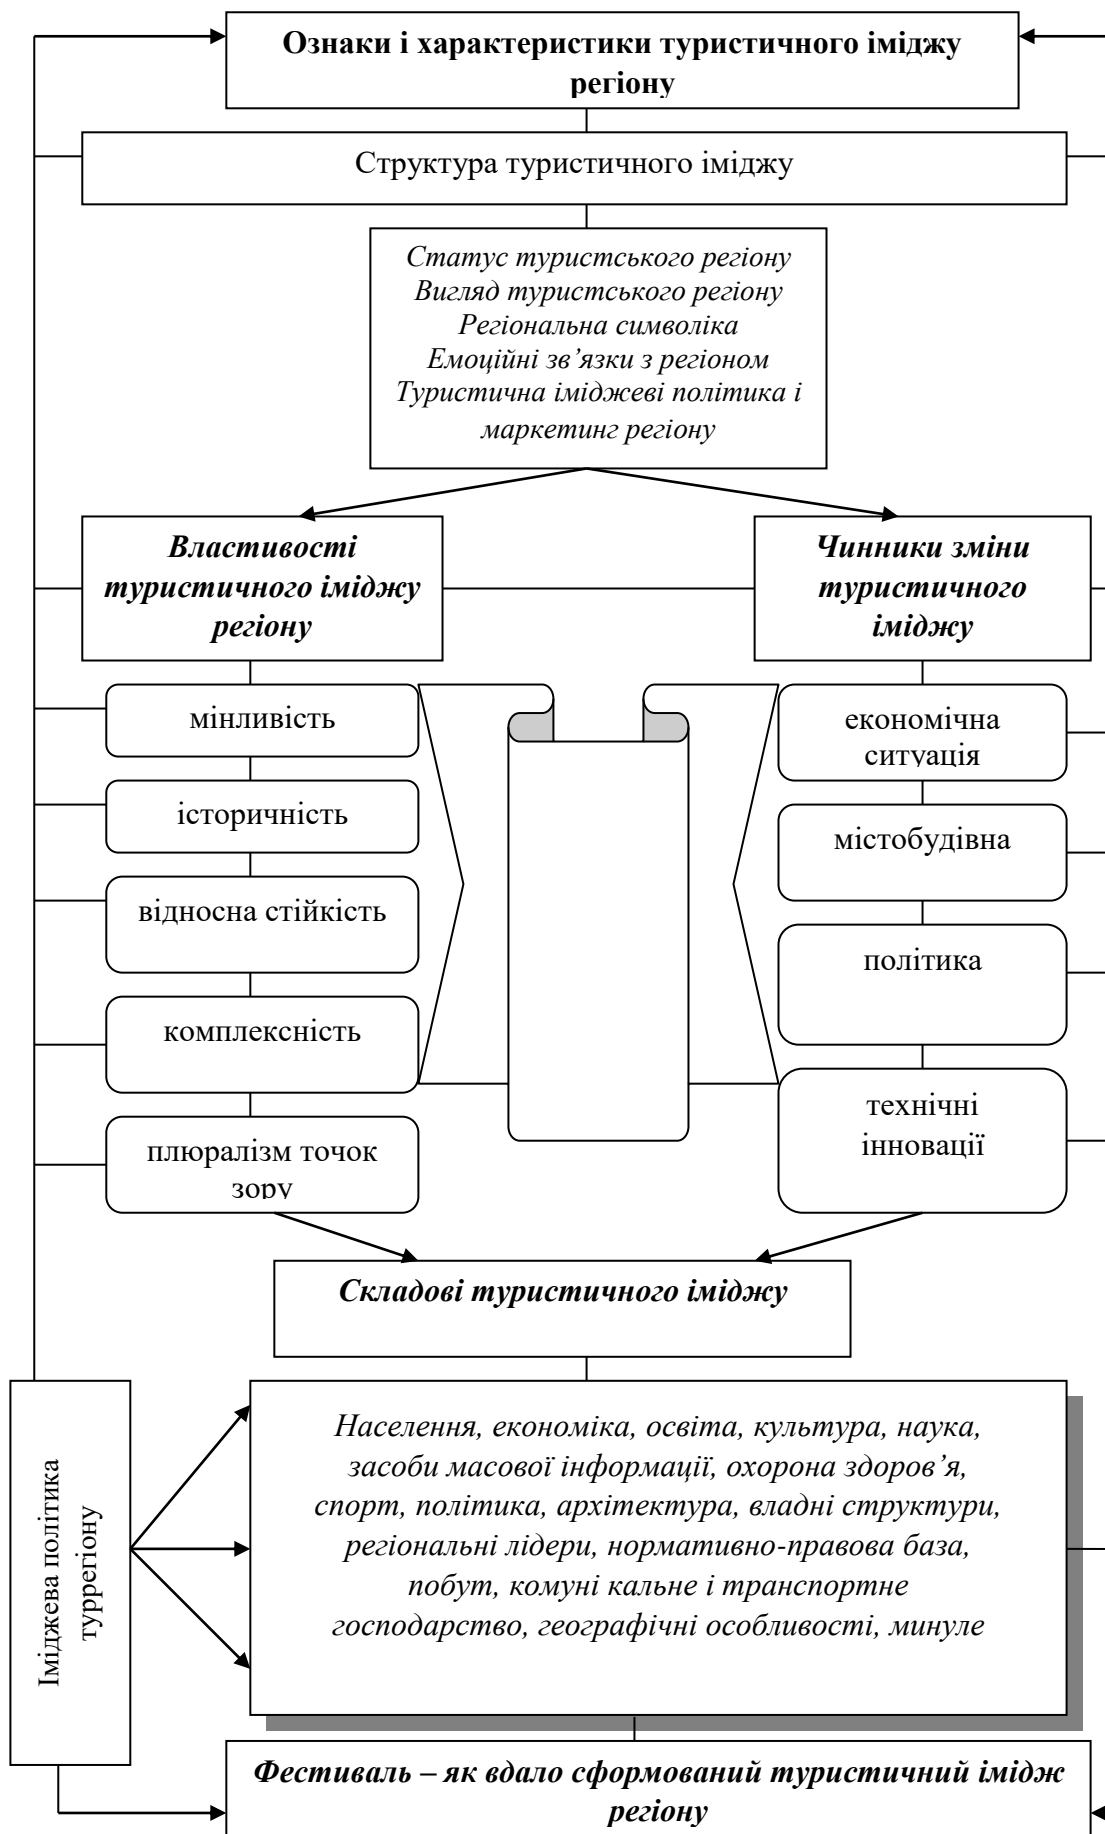 Ознаки і характеристики туристичного іміджу
регіону
Структура туристичного іміджу
Статус туристського регіону
Вигляд туристського регіону
Регіональна символіка
Емоційні зв’язки з регіоном
Туристична іміджеві політика і
маркетинг регіону
Властивості
туристичного іміджу
регіону
Чинники зміни
туристичного
іміджу
мінливість
історичність
відносна стійкість
комплексність
плюралізм точок
зору
економічна
ситуація
містобудівна
політика
технічні
інновації
Складові туристичного іміджу
Іміджева політика
туррегіону
Населення, економіка, освіта, культура, наука,
засоби масової інформації, охорона здоров’я,
спорт, політика, архітектура, владні структури,
регіональні лідери, нормативно-правова база,
побут, комуні кальне і транспортне
господарство, географічні особливості, минуле
Фестиваль – як вдало сформований туристичний імідж
регіону